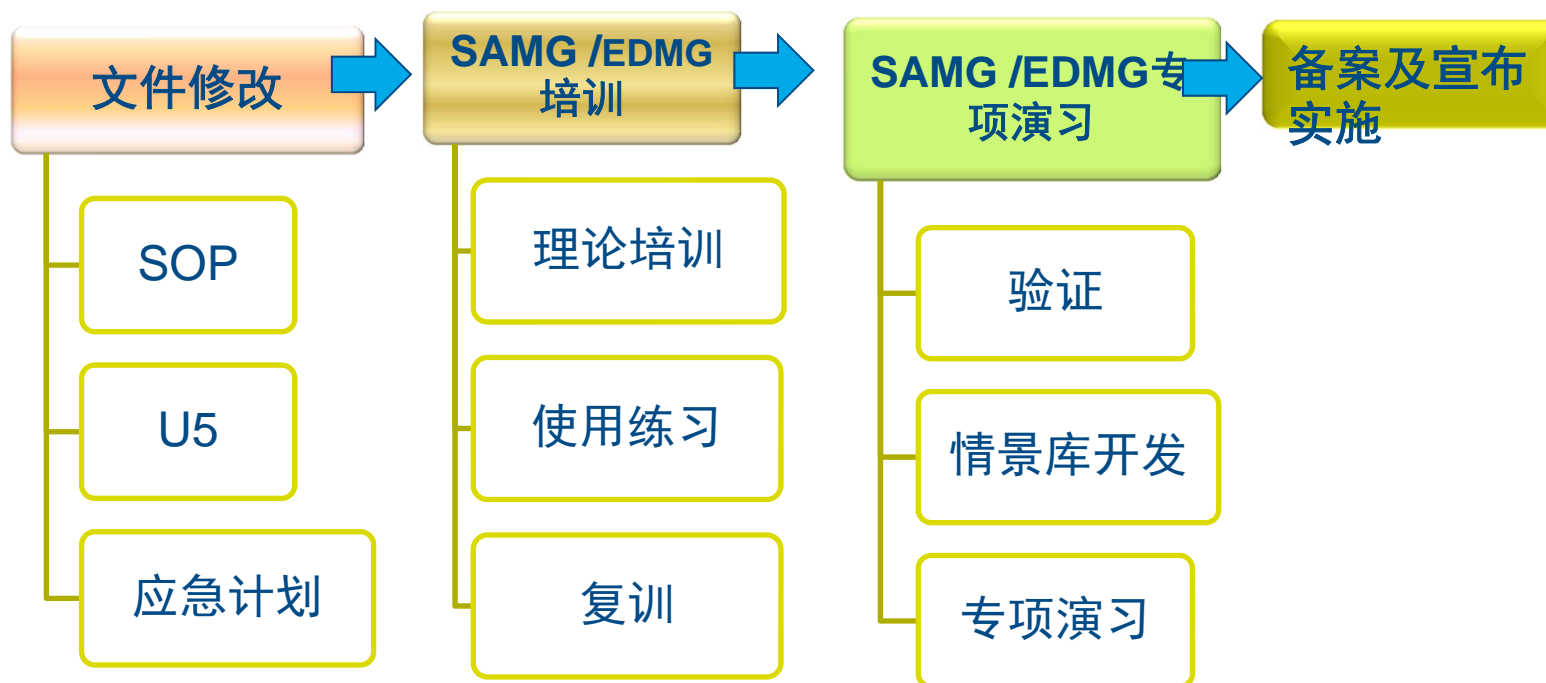 文件修改
SOP
U5
应急计划
SAMG /EDMG
培训
理论培训
使用练习
复训
SAMG /EDMG专
项演习
验证
情景库开发
专项演习
备案及宣布
实施